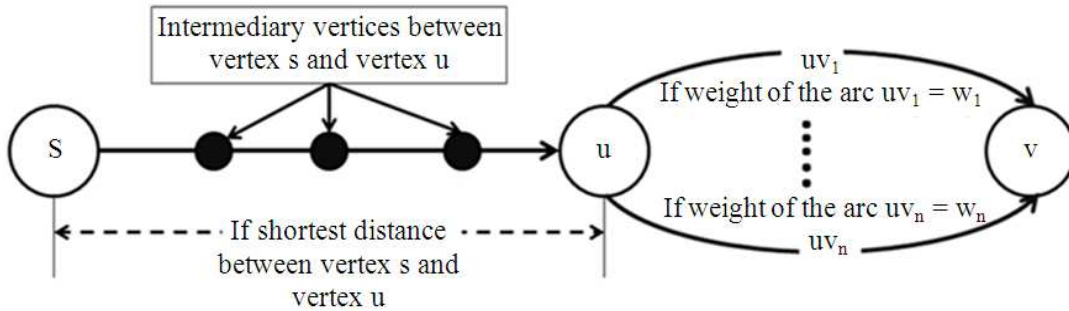 Intermediary vertices between
vertex s and vertex u
S
u
v
uv₁
If weight of the arc uv₁ = w₁
If weight of the arc uvₙ = wₙ
uvₙ
If shortest distance
between vertex s and
vertex u